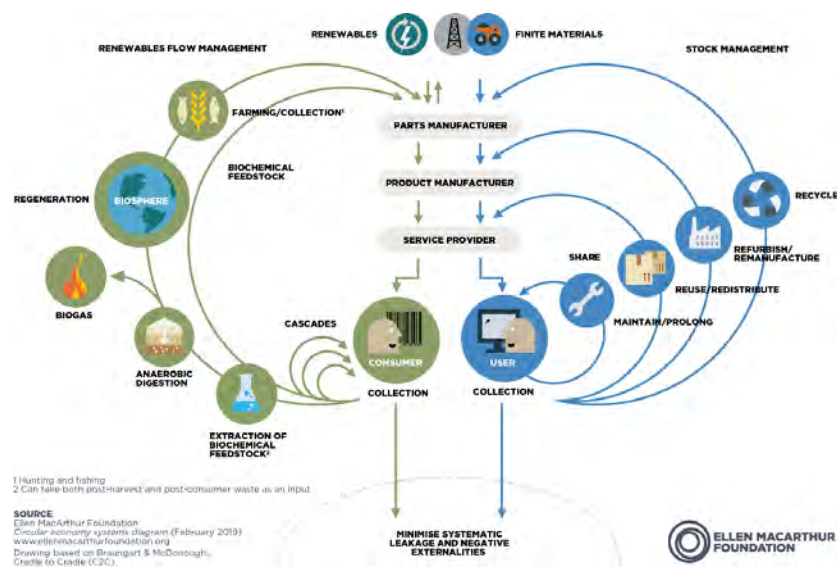 RENEWABLES
FINITE MATERIALS
RENEWABLES FLOW MANAGEMENT
STOCK MANAGEMENT
FARMING/COLLECTION¹
PARTS MANUFACTURER
BIOCHEMICAL
FEEDSTOCK
PRODUCT MANUFACTURER
REGENERATION
BIOSPHERE
RECYCLE
SERVICE PROVIDER
SHARE
REFURBISH/
REMANUFACTURE
REUSE/REDISTRIBUTE
BIOGAS
CASCADES
MAINTAIN/PROLONG
CONSUMER
USER
ANAEROBIC
DIGESTION
COLLECTION
COLLECTION
EXTRACTION OF
BIOCHEMICAL
FEEDSTOCK²
1 Hunting and fishing
2 Can take both post-harvest and post-consumer waste as an input
SOURCE
Ellen MacArthur Foundation
Circular economy systems diagram (February 2019)
www.ellenmacarthurfoundation.org
Drawing based on Braungart & McDonough,
Cradle to Cradle (C2C)
MINIMISE SYSTEMATIC
LEAKAGE AND NEGATIVE
EXTERNALITIES
ELLEN MACARTHUR
FOUNDATION